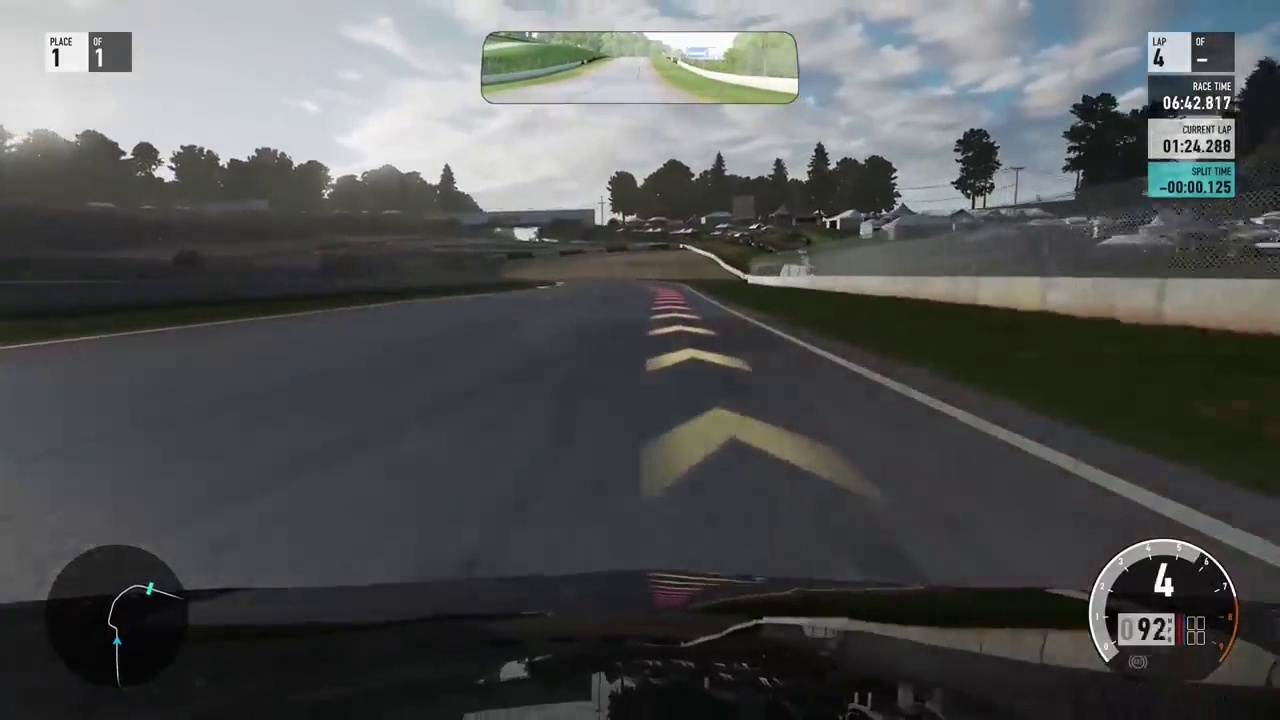 PLACE OF
1 1
LAP OF
4 –
RACE TIME
06:42.817
CURRENT LAP
01:24.288
SPLIT TIME
-00:00.125
4
092